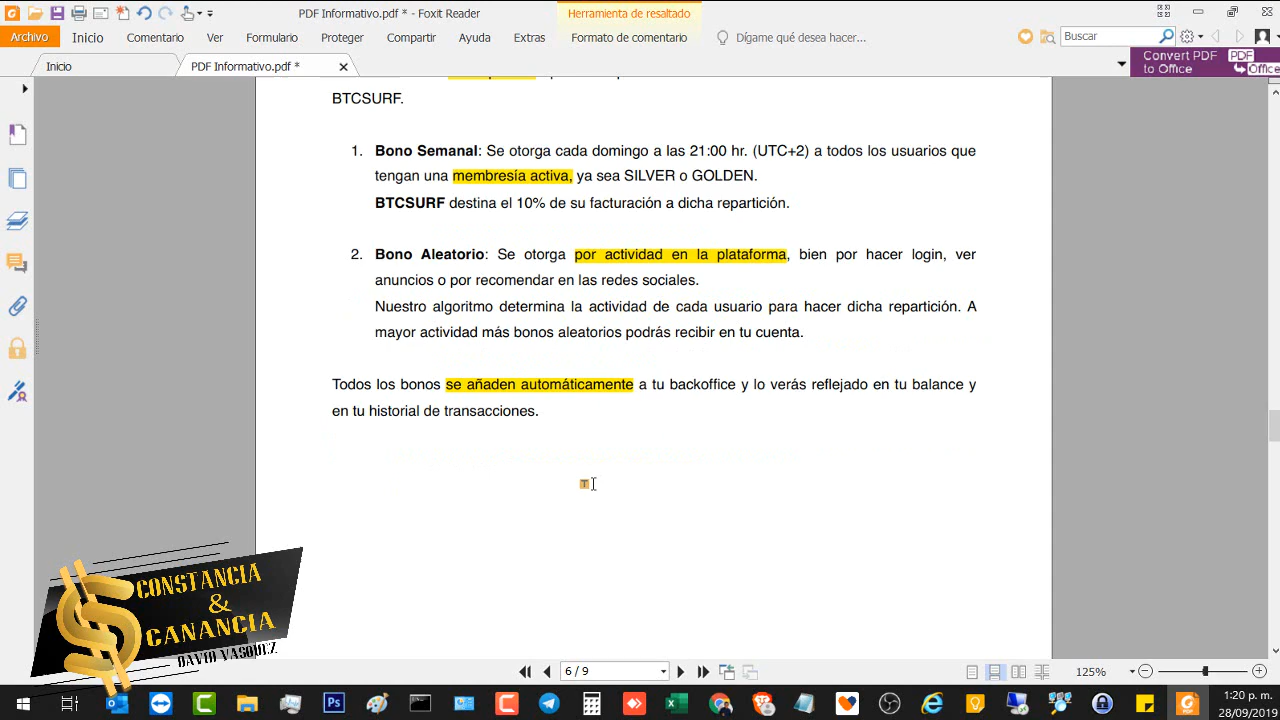 PDF Informativo.pdf * - Foxit Reader
Herramienta de resaltado
Archivo
Inicio
Comentario
Ver
Formulario
Proteger
Compartir
Ayuda
Extras
Formato de comentario
Dígame qué desea hacer...
Buscar
Inicio
PDF Informativo.pdf *
Convert PDF
to Office
PDF
Office
BTCSURF.
1. Bono Semanal: Se otorga cada domingo a las 21:00 hr. (UTC+2) a todos los usuarios que
tengan una membresía activa, ya sea SILVER o GOLDEN.
BTCSURF destina el 10% de su facturación a dicha repartición.
2. Bono Aleatorio: Se otorga por actividad en la plataforma, bien por hacer login, ver
anuncios o por recomendar en las redes sociales.
Nuestro algoritmo determina la actividad de cada usuario para hacer dicha repartición. A
mayor actividad más bonos aleatorios podrás recibir en tu cuenta.
Todos los bonos se añaden automáticamente a tu backoffice y lo verás reflejado en tu balance y
en tu historial de transacciones.
CONSTANCIA
&
GANANCIA
DAVID VASQUEZ
6 / 9
125%
1:20 p. m.
28/09/2019